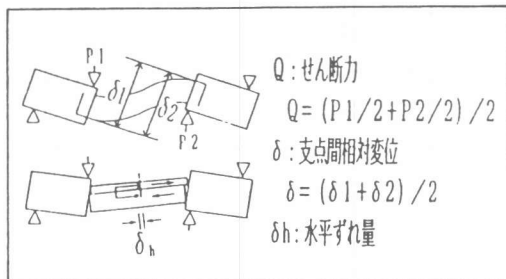 P1
δ1
δ2
P2
δh
Q:せん断力
Q=(P1/2+P2/2)/2
δ:支点間相対変位
δ=(δ1+δ2)/2
δh:水平ずれ量